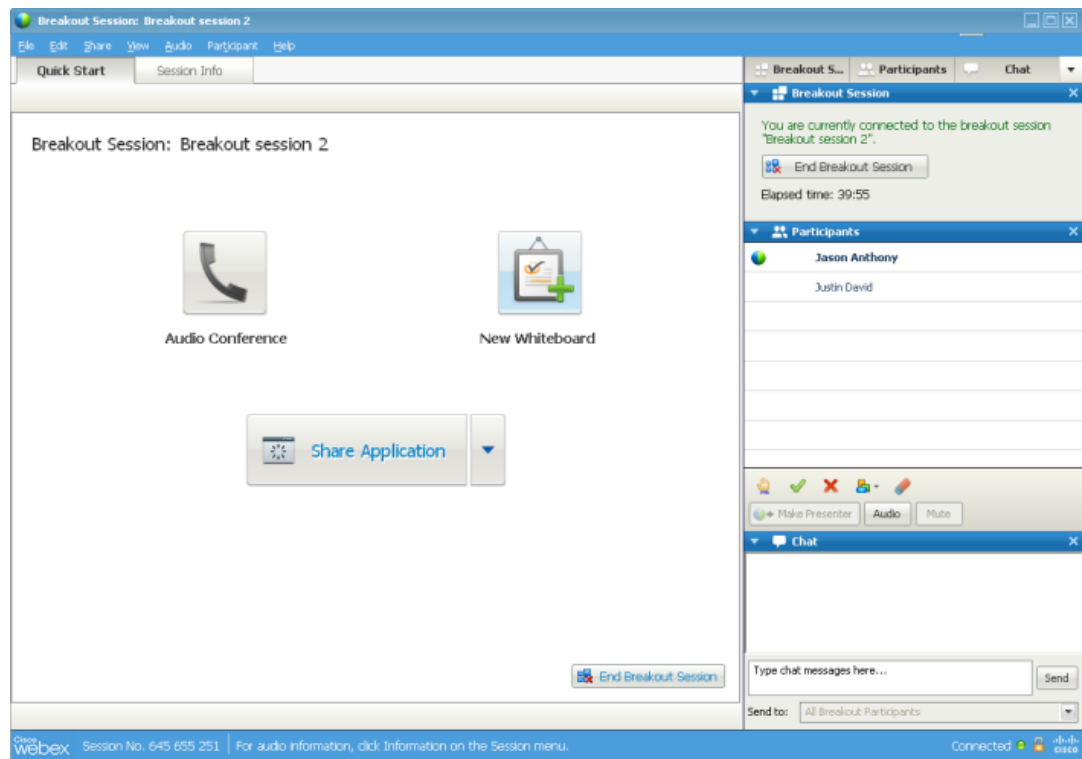 Breakout Session: Breakout session 2
File Edit Share View Audio Participant Help
Quick Start Session Info
Breakout S... Participants Chat
Breakout Session
You are currently connected to the breakout session
"Breakout session 2".
End Breakout Session
Elapsed time: 39:55
Breakout Session: Breakout session 2
Audio Conference New Whiteboard
Share Application
End Breakout Session
Participants
Jason Anthony
Justin David
Make Presenter Audio Mute
Chat
Type chat messages here...
Send
Send to: All Breakout Participants
Cisco
webex Session No. 645 655 251 For audio information, click Information on the Session menu. Connected
CISCO